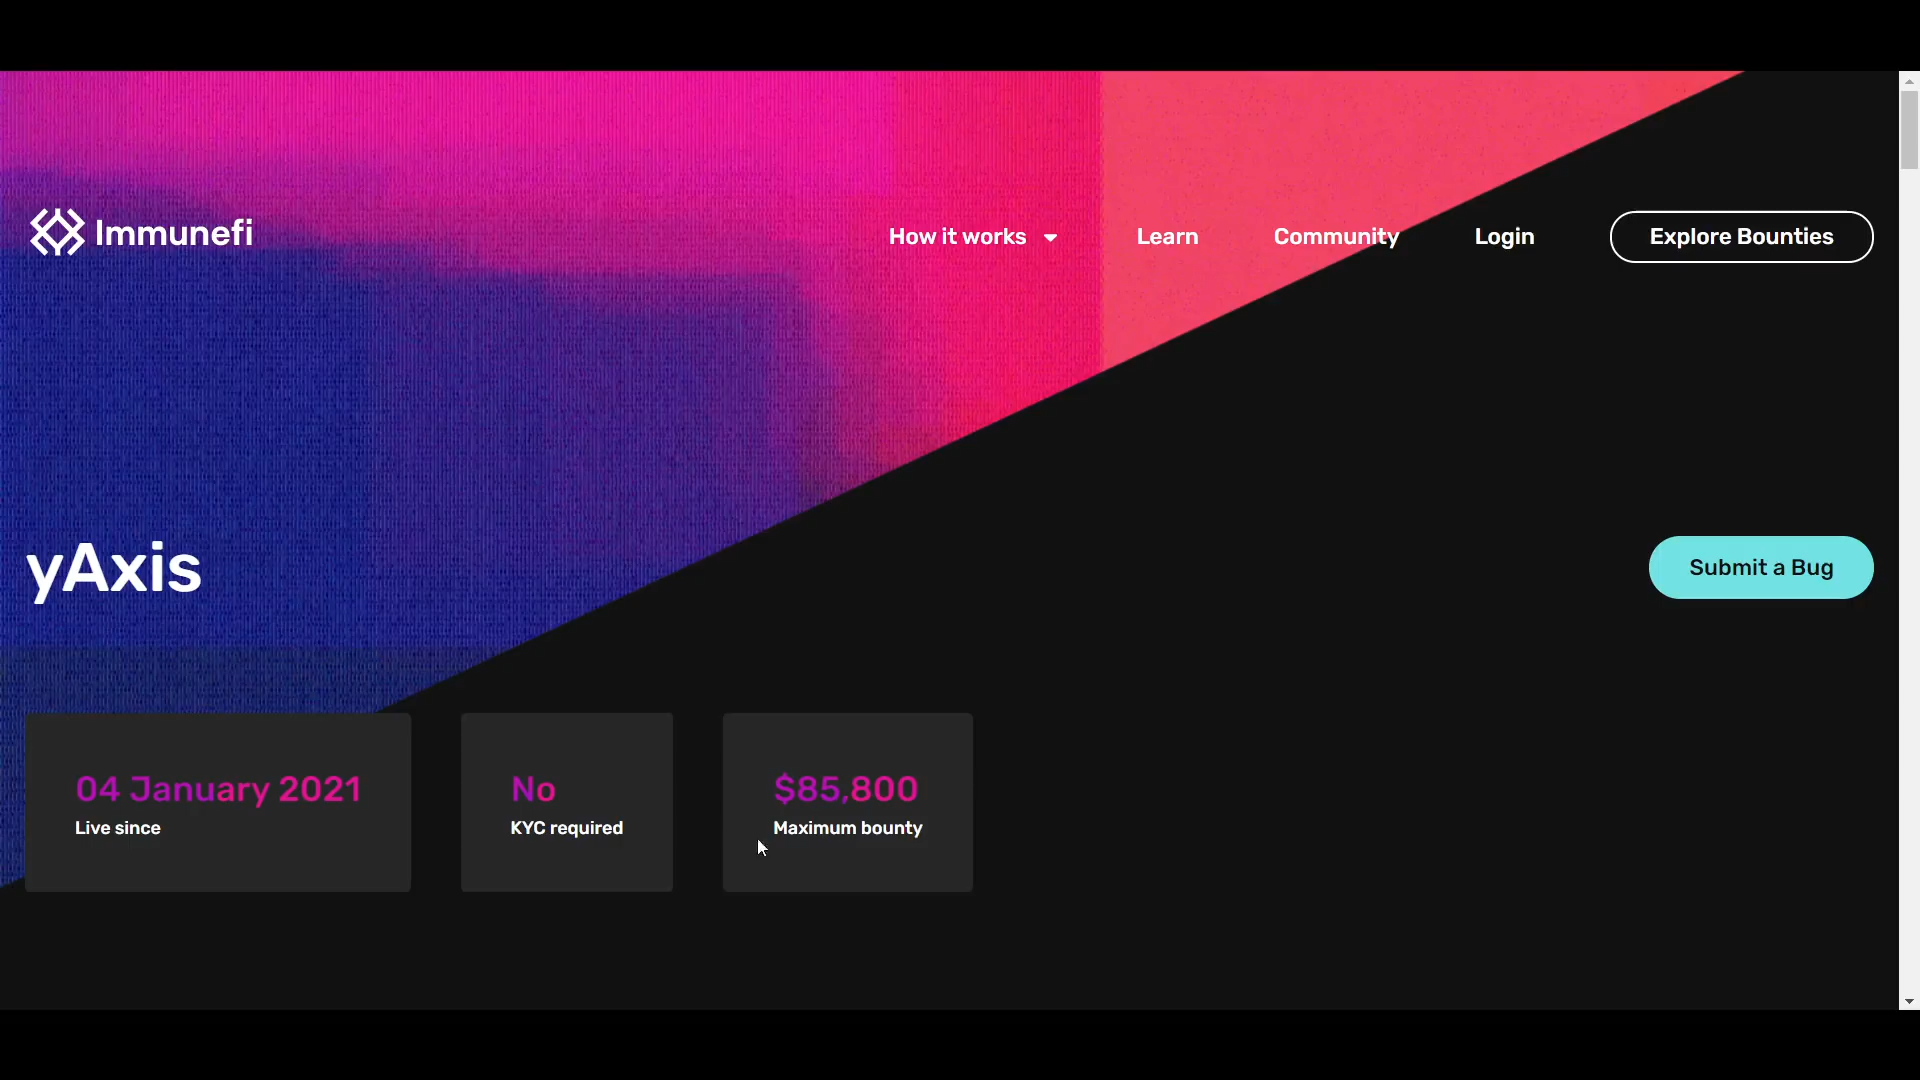 Immunefi
How it works
Learn
Community
Login
Explore Bounties
yAxis
Submit a Bug
04 January 2021
Live since
No
KYC required
$85,800
Maximum bounty